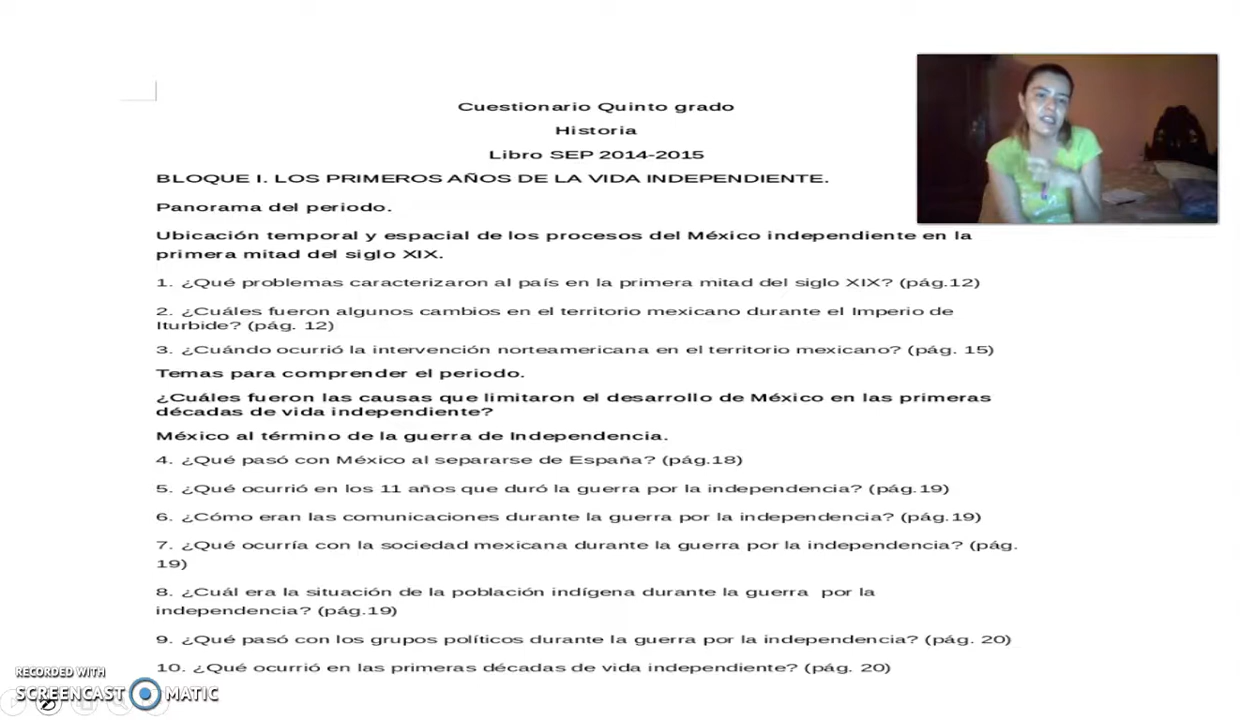 Cuestionario Quinto grado
Historia
Libro SEP 2014-2015
BLOQUE I. LOS PRIMEROS AÑOS DE LA VIDA INDEPENDIENTE.
Panorama del periodo.
Ubicación temporal y espacial de los procesos del México independiente en la
primera mitad del siglo XIX.
1. ¿Qué problemas caracterizaron al país en la primera mitad del siglo XIX? (pág.12)
2. ¿Cuáles fueron algunos cambios en el territorio mexicano durante el Imperio de
Iturbide? (pág. 12)
3. ¿Cuándo ocurrió la intervención norteamericana en el territorio mexicano? (pág. 15)
Temas para comprender el periodo.
¿Cuáles fueron las causas que limitaron el desarrollo de México en las primeras
décadas de vida independiente?
México al término de la guerra de Independencia.
4. ¿Qué pasó con México al separarse de España? (pág.18)
5. ¿Qué ocurrió en los 11 años que duró la guerra por la independencia? (pág.19)
6. ¿Cómo eran las comunicaciones durante la guerra por la independencia? (pág.19)
7. ¿Qué ocurría con la sociedad mexicana durante la guerra por la independencia? (pág.
19)
8. ¿Cuál era la situación de la población indígena durante la guerra  por la
independencia? (pág.19)
9. ¿Qué pasó con los grupos políticos durante la guerra por la independencia? (pág. 20)
10. ¿Qué ocurrió en las primeras décadas de vida independiente? (pág. 20)
RECORDED WITH
SCREENCAST MATIC